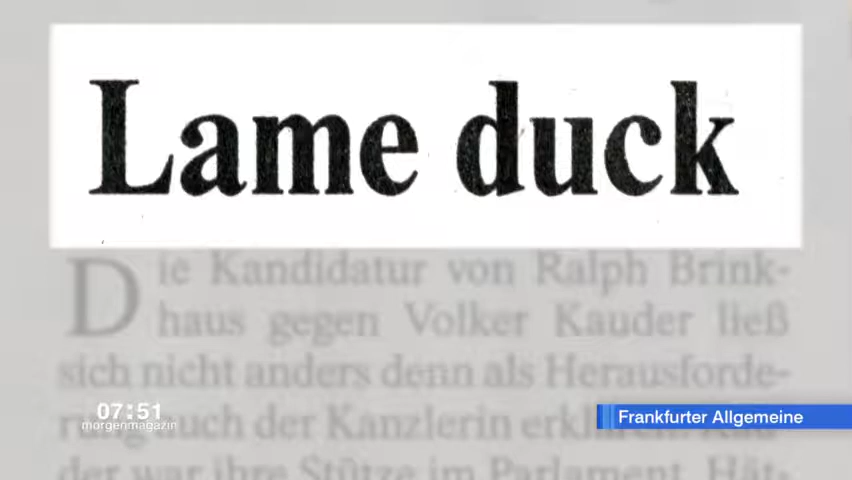 Lame duck
Die Kandidatur von Ralph Brink-
haus gegen Volker Kauder ließ
sich nicht anders denn als Herausforde-
rung auch der Kanzlerin
der war ihre Stütze im Parlament. Hät-
07:51
morgenmagazin
Frankfurter Allgemeine